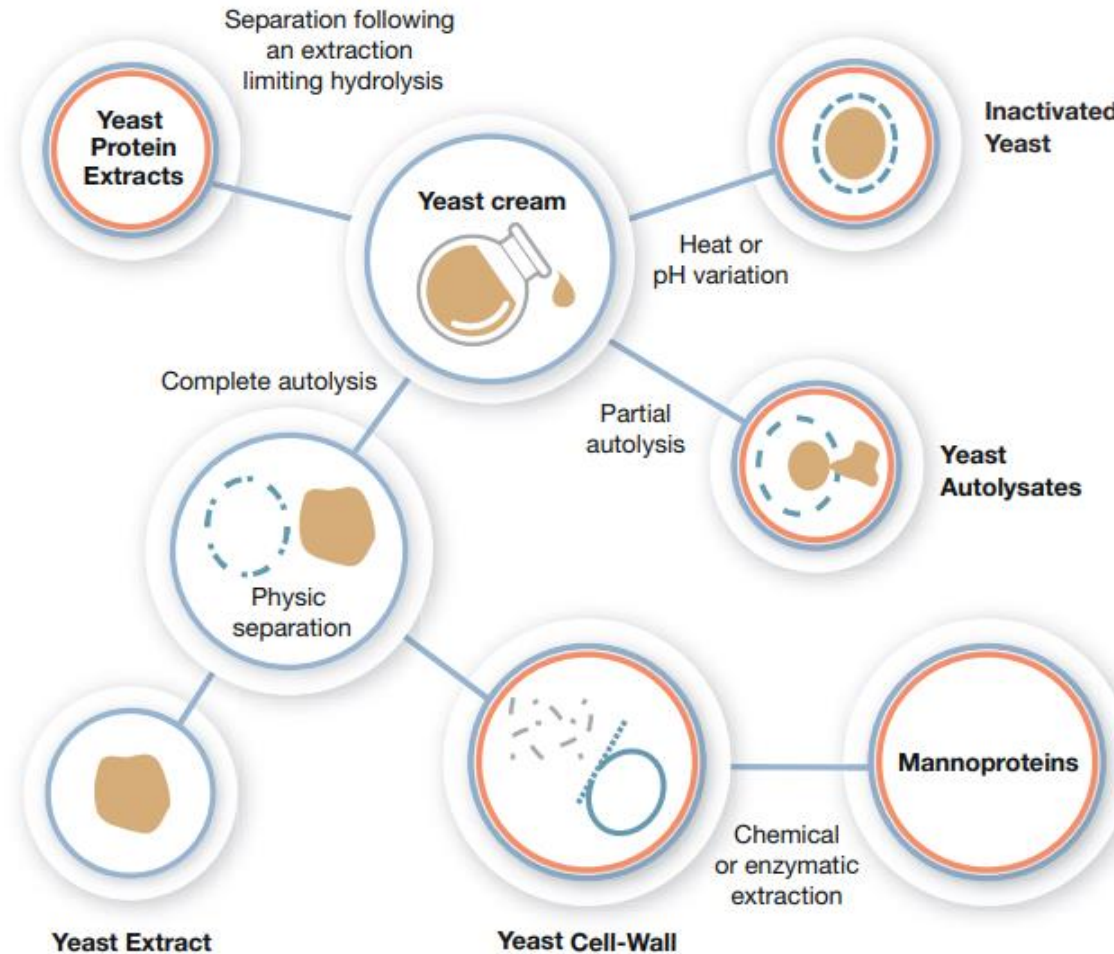 Separation following
an extraction
limiting hydrolysis
Yeast
Protein
Extracts
Yeast cream
Inactivated
Yeast
Heat or
pH variation
Complete autolysis
Partial
autolysis
Yeast
Autolysates
Physic
separation
Mannoproteins
Chemical
or enzymatic
extraction
Yeast Extract
Yeast Cell-Wall